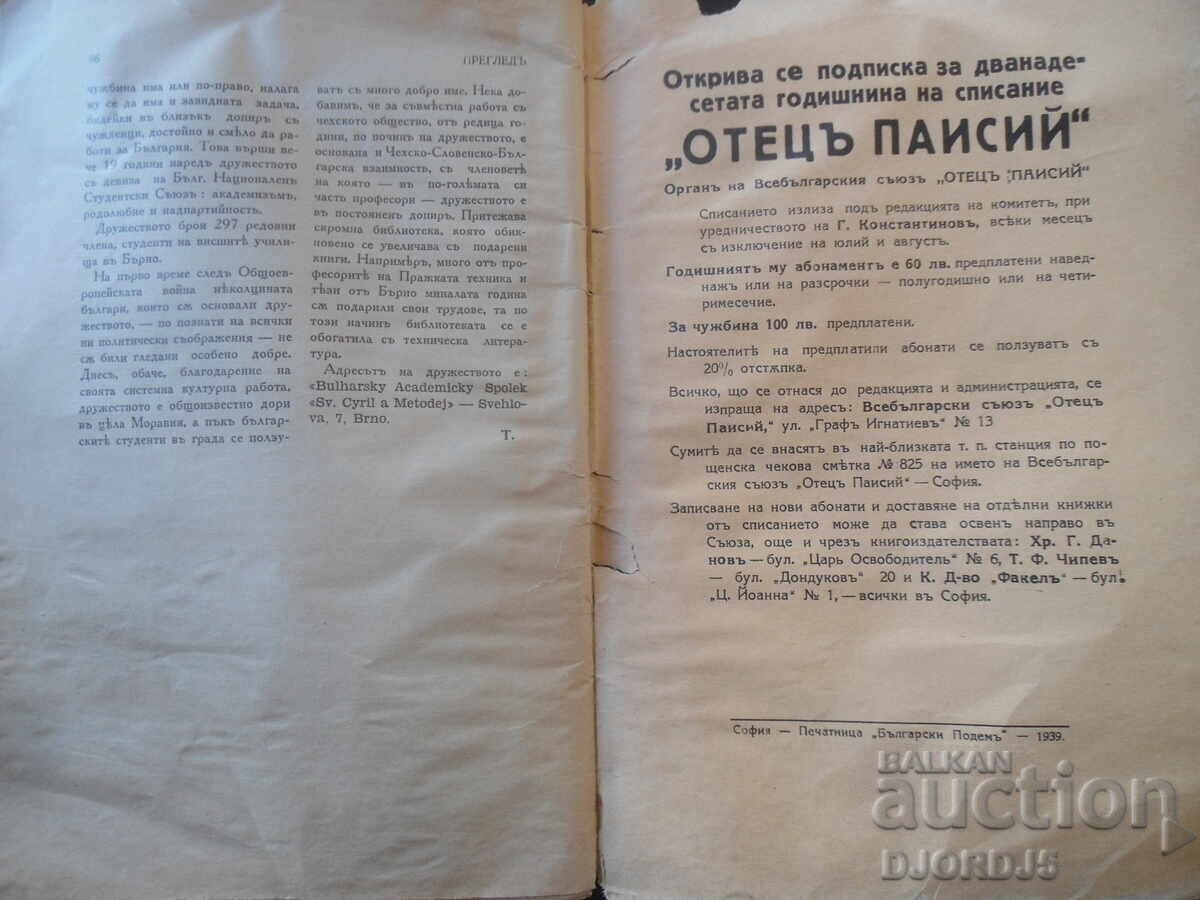 96
ПРЕГЛЕДЪ
чужбина има или по-право, налага
му се да има и завидната задача,
бидейки в близъкъ допиръ съ
чужденци, достойно и смѣло да ра-
боти за България. Това върши ве-
че 19 години наредъ дружеството
съ девиза на Бълг. Националенъ
Студентски Съюзъ: академизъмъ,
родолюбие и надпартийность.
Дружеството брои 297 редовни
члена, студенти на висшитѣ учили-
ща въ Бърно.
На първо време следъ Общоев-
ропейската война нѣколцината
българи, които сѫ основали дру-
жеството, — по познати на всички
ни политически съображения — не
сѫ били гледани особено добре.
Днесъ, обаче, благодарение на
своята системна културна работа,
дружеството е общоизвестно дори
въ цѣла Моравия, а пъкъ българ-
скитѣ студенти въ града се ползу-
ватъ съ много добро име. Нека до-
бавимъ, че за съвместна работа съ
чехското общество, отъ редица го-
дини, по починъ на дружеството, е
основана и Чехско-Словенско-Бъл-
гарска взаимность, съ членоветѣ
на която — въ по-голѣмата си
часть професори — дружеството е
въ постояненъ допиръ. Притежава
скромна библиотека, която обик-
новено се увеличава съ подарени
книги. Напримѣръ, много отъ про-
фесоритѣ на Пражката техника и
тѣзи отъ Бърно миналата година
сѫ подарили свои трудове, та по
този начинъ библиотеката се е
обогатила съ техническа литера-
тура.
Адресътъ на дружеството е:
«Bulharsky Academicky Spolek
«Sv. Cyril a Metodej» — Svehlo-
va, 7, Brno.
Т.
Открива се подписка за дванаде-
сетата годишнина на списание
„ОТЕЦЪ ПАИСИЙ“
Органъ на Всебългарския съюзъ „ОТЕЦЪ ПАИСИЙ“
Списанието излиза подъ редакцията на комитетъ, при
уредничеството на Г. Константиновъ, всѣки месецъ
съ изключение на юлий и августъ.
Годишниятъ му абонаментъ е 60 лв. предплатени навед-
нажъ или на разсрочки — полугодишно или на чети-
римесечие.
За чужбина 100 лв. предплатени.
Настоятелитѣ на предплатили абонати се ползуватъ съ
20% отстѫпка.
Всичко, що се отнася до редакцията и администрацията, се
изпраща на адресъ: Всебългарски съюзъ „Отецъ
Паисий,“ ул. „Графъ Игнатиевъ“ № 13
Сумитѣ да се внасятъ въ най-близката т. п. станция по по-
щенска чекова смѣтка № 825 на името на Всебългар-
ския съюзъ „Отецъ Паисий“ — София.
Записване на нови абонати и доставяне на отдѣлни книжки
отъ списанието може да става освенъ направо въ
Съюза, още и чрезъ книгоиздателствата: Хр. Г. Да-
новъ — бул. „Царь Освободитель“ № 6, Т. Ф. Чипевъ
— бул. „Дондуковъ“ 20 и К. Д-во „Факелъ“ — бул.
„Ц. Йоанна“ № 1, — всички въ София.
София — Печатница „Български Подемъ“ — 1939.
BALKAN
auction
DJORDJ5